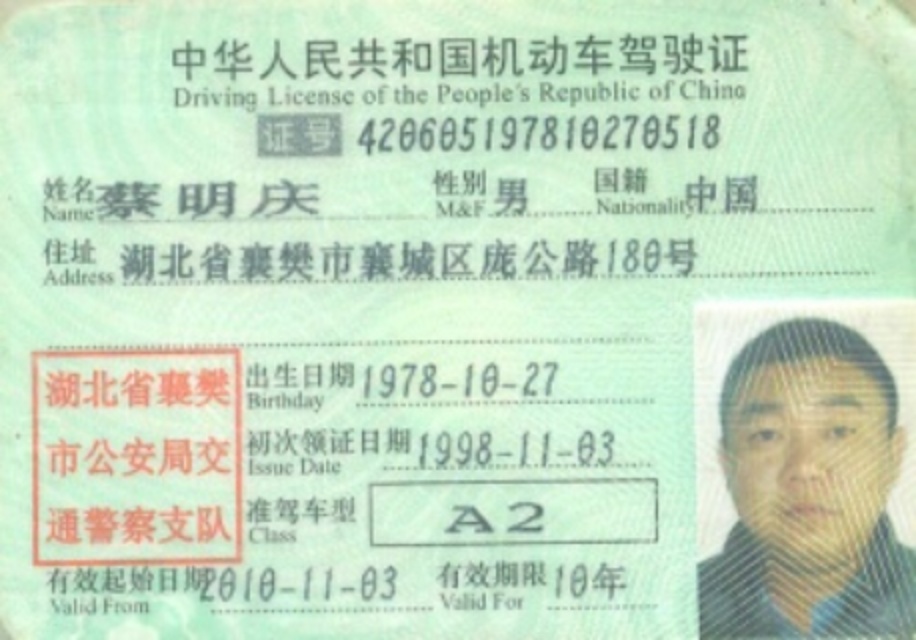 中华人民共和国机动车驾驶证
Driving License of the People's Republic of China
证号 420605197810270518
姓名 蔡明庆 性别 男 国籍 中国
Name M&F Nationality
住址 湖北省襄樊市襄城区庞公路180号
Address
湖北省襄樊
市公安局交
通警察支队
出生日期 1978-10-27
Birthday
初次领证日期 1998-11-03
Issue Date
准驾车型 A2
Class
有效起始日期 2010-11-03 有效期限 10年
Valid From Valid For